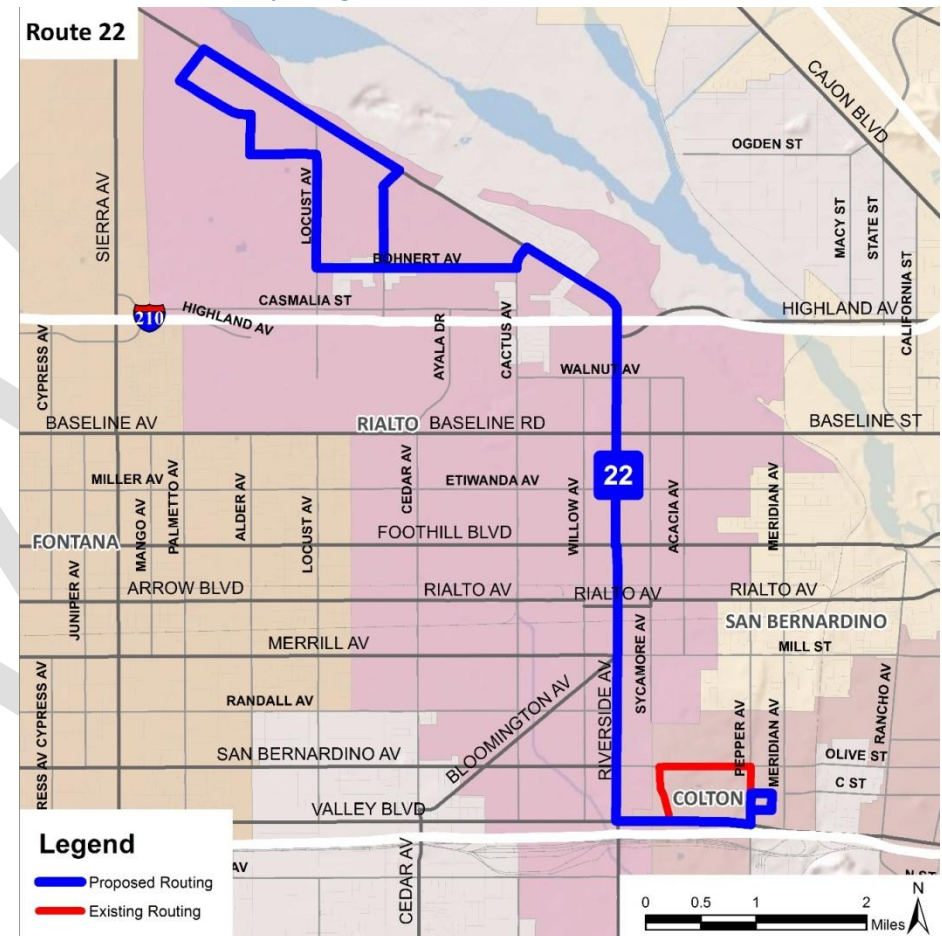 Route 22
SIERRA AV
CAJON BLVD
OGDEN ST
MACY ST
STATE ST
CALIFORNIA ST
LOCUST AV
BOHNERT AV
CASMALIA ST
HIGHLAND AV
210
HIGHLAND AV
CYPRESS AV
AYALA DR
CACTUS AV
WALNUT AV
BASELINE AV
RIALTO
BASELINE RD
BASELINE ST
MILLER AV
MANGO AV
PALMETTO AV
ALDER AV
LOCUST AV
CEDAR AV
ETIWANDA AV
22
WILLOW AV
ACACIA AV
MERIDIAN AV
FONTANA
FOOTHILL BLVD
JUNIPER AV
ARROW BLVD
RIALTO AV
RIALTO AV
RIALTO AV
SAN BERNARDINO
MERRILL AV
MILL ST
SYCAMORE AV
RIVERSIDE AV
BLOOMINGTON AV
RANDALL AV
CYPRESS AV
RESS AV
SAN BERNARDINO AV
PEPPER AV
MERIDIAN AV
RANCHO AV
OLIVE ST
C ST
COLTON
VALLEY BLVD
CEDAR AV
AV
N ST
Legend
Proposed Routing
Existing Routing
0 0.5 1 2
Miles
N